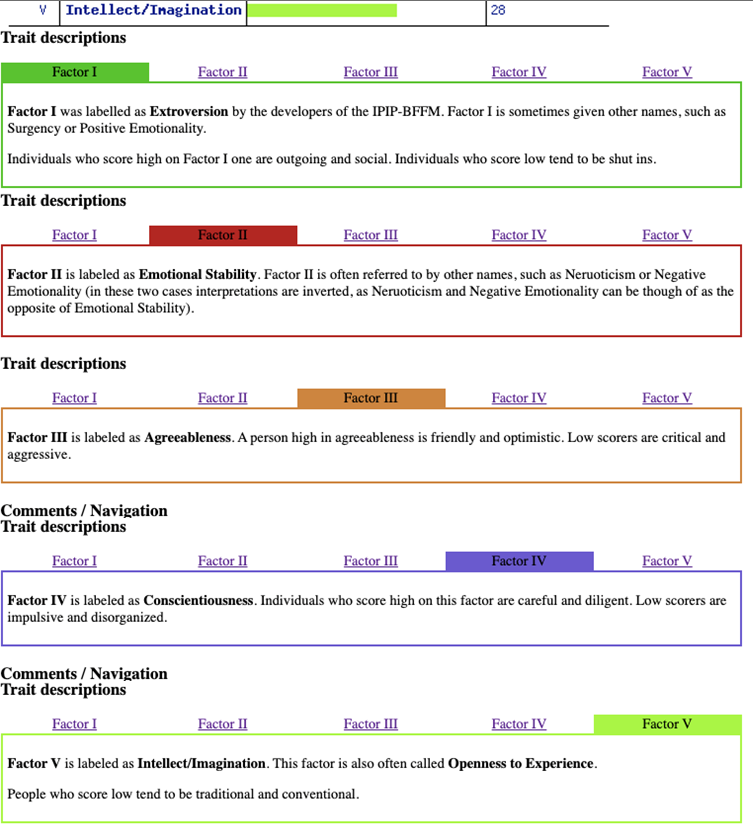 V Intellect/Imagination 28
Trait descriptions
Factor I Factor II Factor III Factor IV Factor V
Factor I was labelled as Extroversion by the developers of the IPIP-BFFM. Factor I is sometimes given other names, such as
Surgency or Positive Emotionality.
Individuals who score high on Factor I one are outgoing and social. Individuals who score low tend to be shut ins.
Trait descriptions
Factor I Factor II Factor III Factor IV Factor V
Factor II is labeled as Emotional Stability. Factor II is often referred to by other names, such as Neruoticism or Negative
Emotionality (in these two cases interpretations are inverted, as Neruoticism and Negative Emotionality can be though of as the
opposite of Emotional Stability).
Trait descriptions
Factor I Factor II Factor III Factor IV Factor V
Factor III is labeled as Agreeableness. A person high in agreeableness is friendly and optimistic. Low scorers are critical and
aggressive.
Comments / Navigation
Trait descriptions
Factor I Factor II Factor III Factor IV Factor V
Factor IV is labeled as Conscientiousness. Individuals who score high on this factor are careful and diligent. Low scorers are
impulsive and disorganized.
Comments / Navigation
Trait descriptions
Factor I Factor II Factor III Factor IV Factor V
Factor V is labeled as Intellect/Imagination. This factor is also often called Openness to Experience.
People who score low tend to be traditional and conventional.